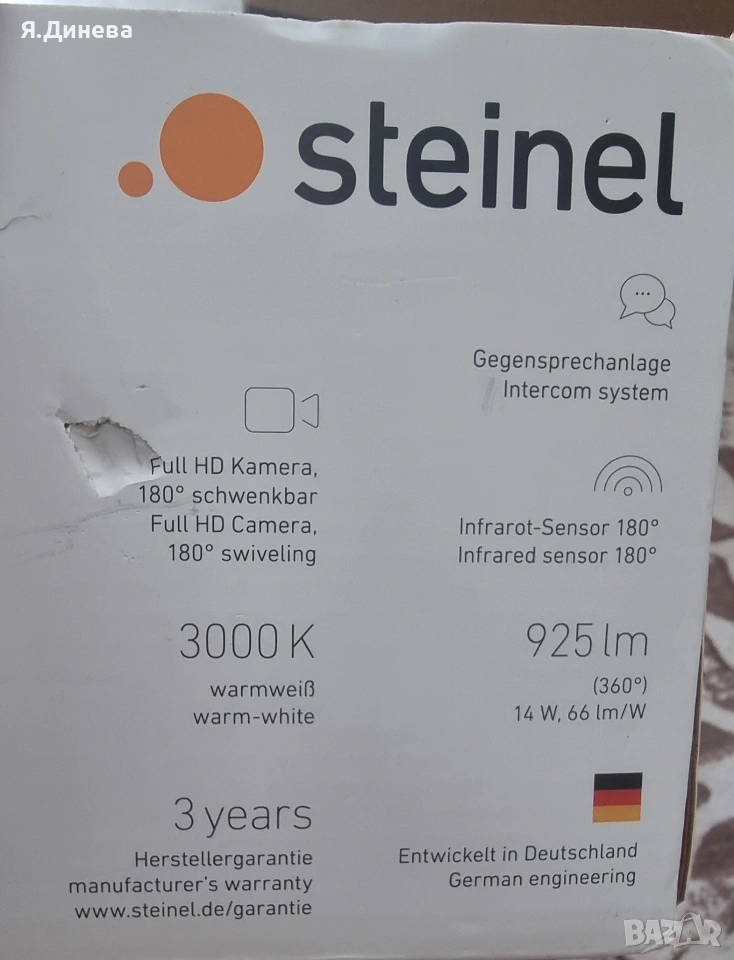 Я.Динева
steinel
Gegensprechanlage
Intercom system
Full HD Kamera,
180° schwenkbar
Full HD Camera,
180° swiveling
Infrarot-Sensor 180°
Infrared sensor 180°
3000 K
warmweiß
warm-white
925 lm
(360°)
14 W, 66 lm/W
3 years
Herstellergarantie
manufacturer's warranty
www.steinel.de/garantie
Entwickelt in Deutschland
German engineering
BAZAR